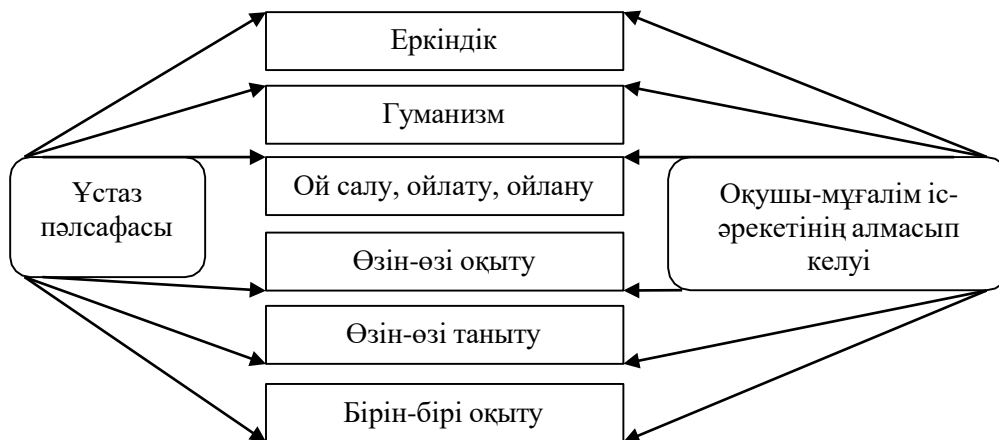 Еркіндік
Гуманизм
Ұстаз
пәлсафасы
Ой салу, ойлату, ойлану
Оқушы-мұғалім іс-
әрекетінің алмасып
келуі
Өзін-өзі оқыту
Өзін-өзі таныту
Бірін-бірі оқыту